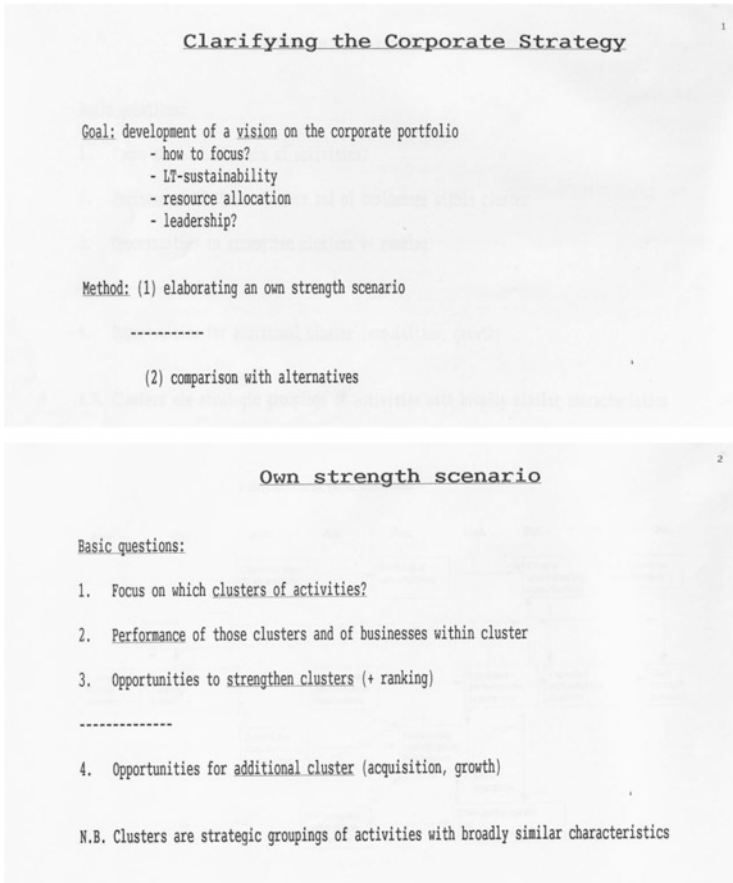 1
Clarifying the Corporate Strategy
Goal: development of a vision on the corporate portfolio
- how to focus?
- LT-sustainability
- resource allocation
- leadership?
Method: (1) elaborating an own strength scenario
-----------
(2) comparison with alternatives
2
Own strength scenario
Basic questions:
1. Focus on which clusters of activities?
2. Performance of those clusters and of businesses within cluster
3. Opportunities to strengthen clusters (+ ranking)
--------------
4. Opportunities for additional cluster (acquisition, growth)
N.B. Clusters are strategic groupings of activities with broadly similar characteristics